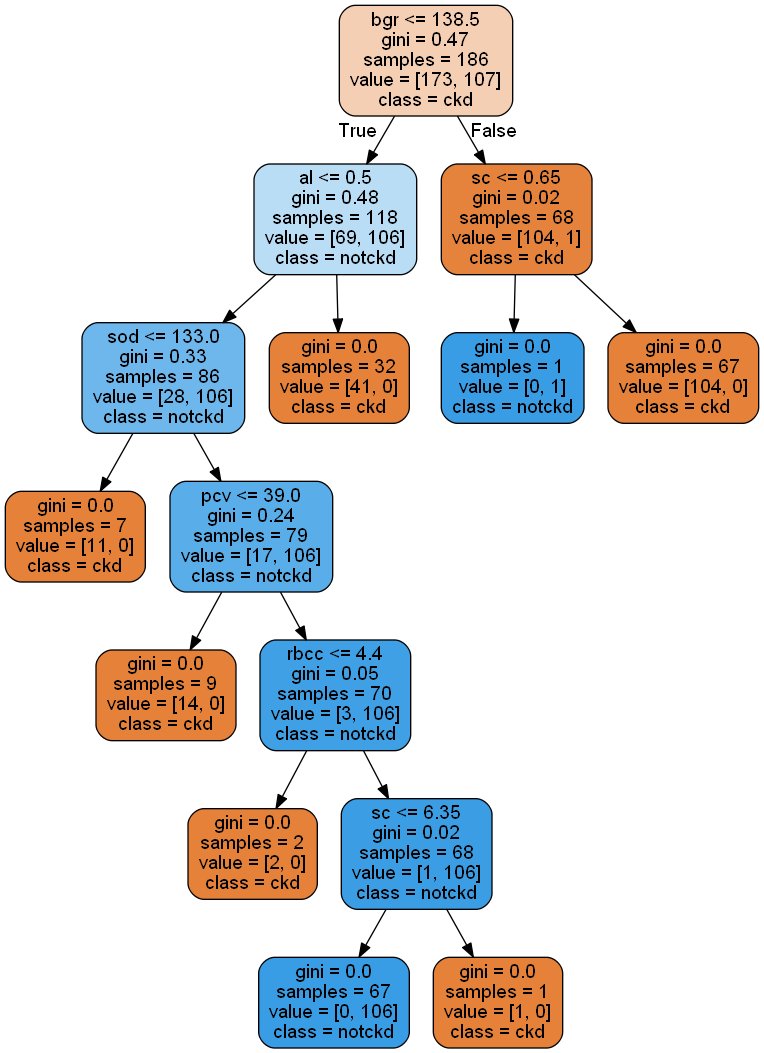 bgr <= 138.5
gini = 0.47
samples = 186
value = [173, 107]
class = ckd
True
False
al <= 0.5
gini = 0.48
samples = 118
value = [69, 106]
class = notckd
sc <= 0.65
gini = 0.02
samples = 68
value = [104, 1]
class = ckd
sod <= 133.0
gini = 0.33
samples = 86
value = [28, 106]
class = notckd
gini = 0.0
samples = 32
value = [41, 0]
class = ckd
gini = 0.0
samples = 1
value = [0, 1]
class = notckd
gini = 0.0
samples = 67
value = [104, 0]
class = ckd
gini = 0.0
samples = 7
value = [11, 0]
class = ckd
pcv <= 39.0
gini = 0.24
samples = 79
value = [17, 106]
class = notckd
gini = 0.0
samples = 9
value = [14, 0]
class = ckd
rbcc <= 4.4
gini = 0.05
samples = 70
value = [3, 106]
class = notckd
gini = 0.0
samples = 2
value = [2, 0]
class = ckd
sc <= 6.35
gini = 0.02
samples = 68
value = [1, 106]
class = notckd
gini = 0.0
samples = 67
value = [0, 106]
class = notckd
gini = 0.0
samples = 1
value = [1, 0]
class = ckd